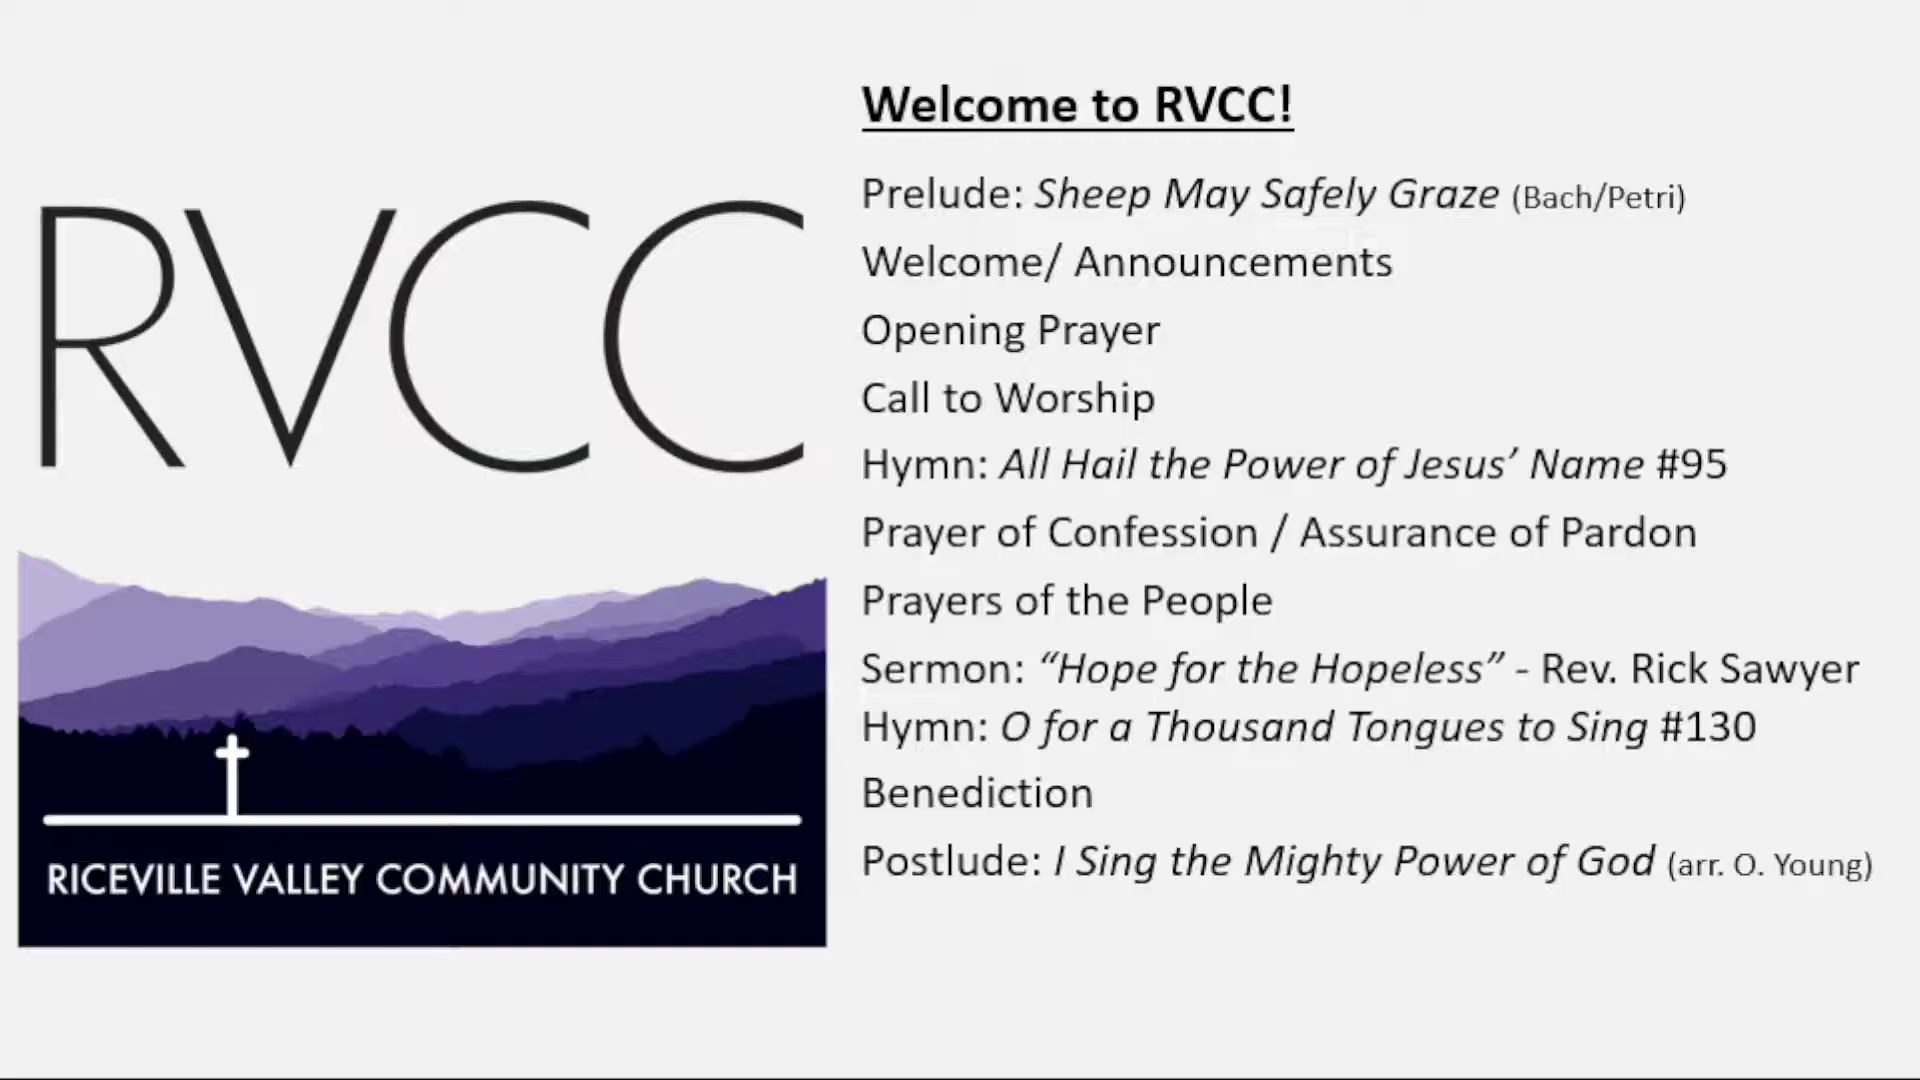 RVCC
RICEVILLE VALLEY COMMUNITY CHURCH
Welcome to RVCC!
Prelude: Sheep May Safely Graze (Bach/Petri)
Welcome/ Announcements
Opening Prayer
Call to Worship
Hymn: All Hail the Power of Jesus’ Name #95
Prayer of Confession / Assurance of Pardon
Prayers of the People
Sermon: “Hope for the Hopeless” - Rev. Rick Sawyer
Hymn: O for a Thousand Tongues to Sing #130
Benediction
Postlude: I Sing the Mighty Power of God (arr. O. Young)